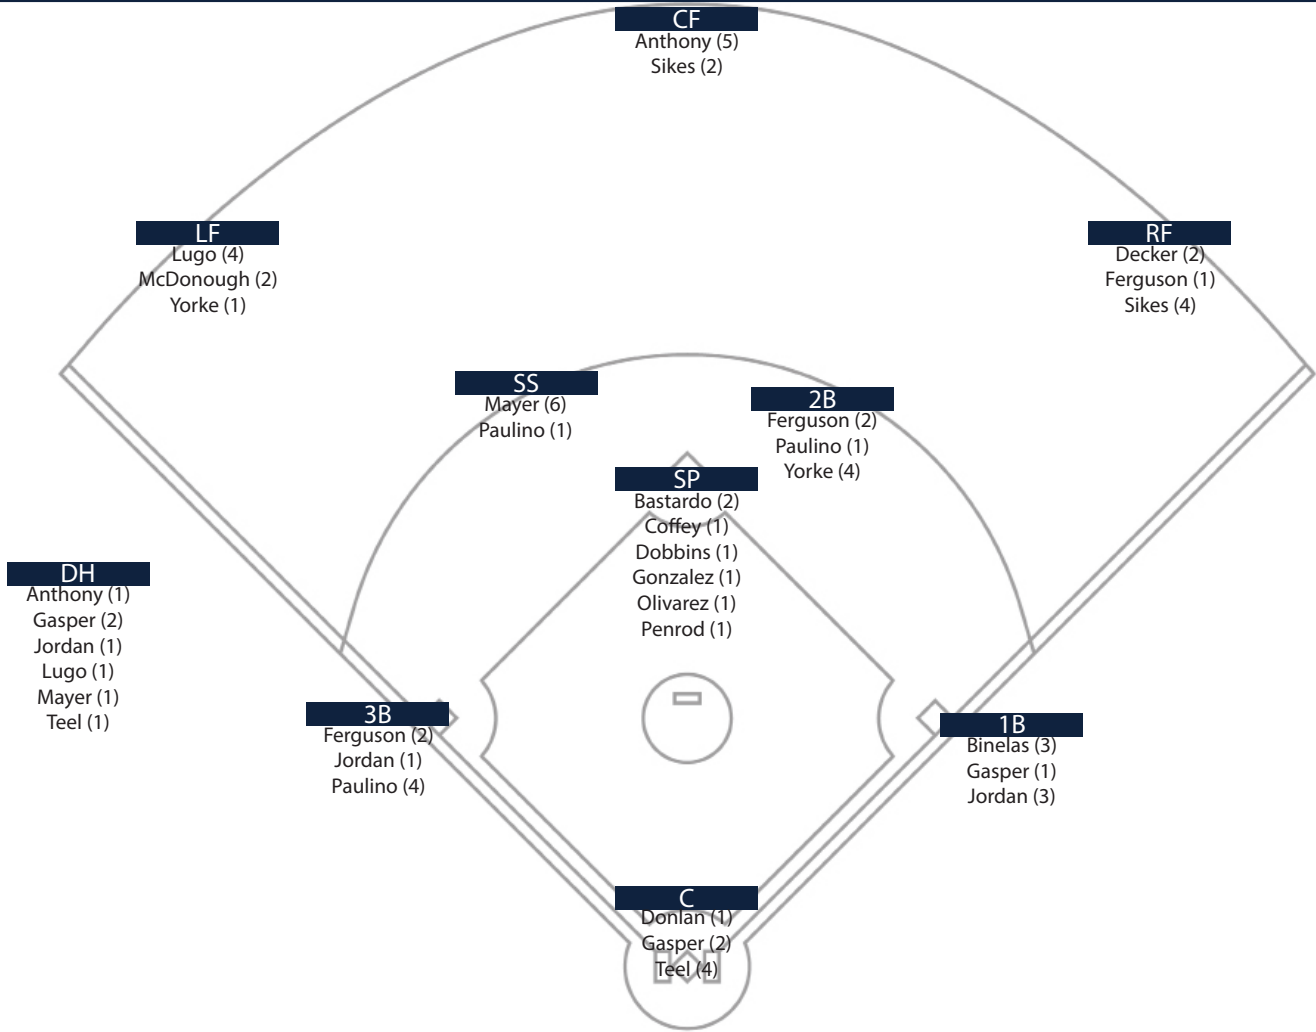 CF
Anthony (5)
Sikes (2)
LF
Lugo (4)
McDonough (2)
Yorke (1)
RF
Decker (2)
Ferguson (1)
Sikes (4)
SS
Mayer (6)
Paulino (1)
2B
Ferguson (2)
Paulino (1)
Yorke (4)
SP
Bastardo (2)
Coffey (1)
Dobbins (1)
Gonzalez (1)
Olivarez (1)
Penrod (1)
DH
Anthony (1)
Gasper (2)
Jordan (1)
Lugo (1)
Mayer (1)
Teel (1)
3B
Ferguson (2)
Jordan (1)
Paulino (4)
1B
Binelas (3)
Gasper (1)
Jordan (3)
C
Donlan (1)
Gasper (2)
Teel (4)